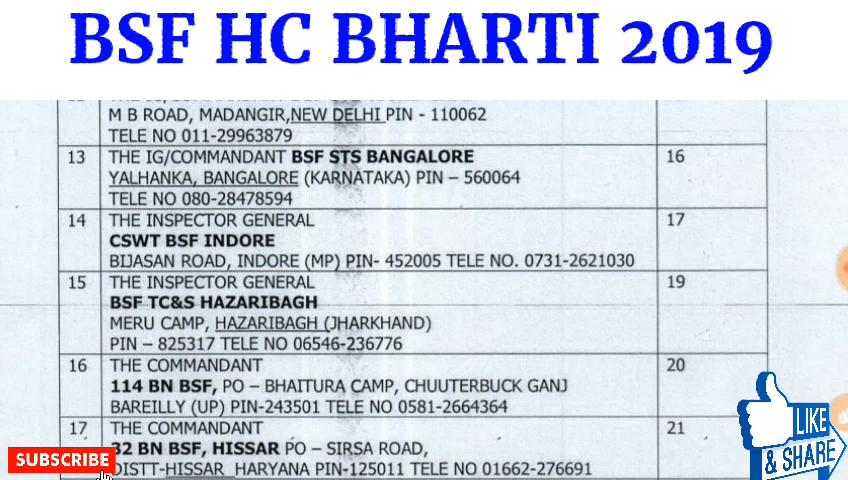 BSF HC BHARTI 2019
M B ROAD, MADANGIR,NEW DELHI PIN - 110062
TELE NO 011-29963879
13 THE IG/COMMANDANT BSF STS BANGALORE 16
YALHANKA, BANGALORE (KARNATAKA) PIN – 560064
TELE NO 080-28478594
14 THE INSPECTOR GENERAL 17
CSWT BSF INDORE
BIJASAN ROAD, INDORE (MP) PIN- 452005 TELE NO. 0731-2621030
15 THE INSPECTOR GENERAL 19
BSF TC&S HAZARIBAGH
MERU CAMP, HAZARIBAGH (JHARKHAND)
PIN – 825317 TELE NO 06546-236776
16 THE COMMANDANT 20
114 BN BSF, PO – BHAITURA CAMP, CHUUTERBUCK GANJ
BAREILLY (UP) PIN-243501 TELE NO 0581-2664364
17 THE COMMANDANT 21
32 BN BSF, HISSAR PO – SIRSA ROAD,
DISTT-HISSAR HARYANA PIN-125011 TELE NO 01662-276691
SUBSCRIBE
LIKE
& SHARE